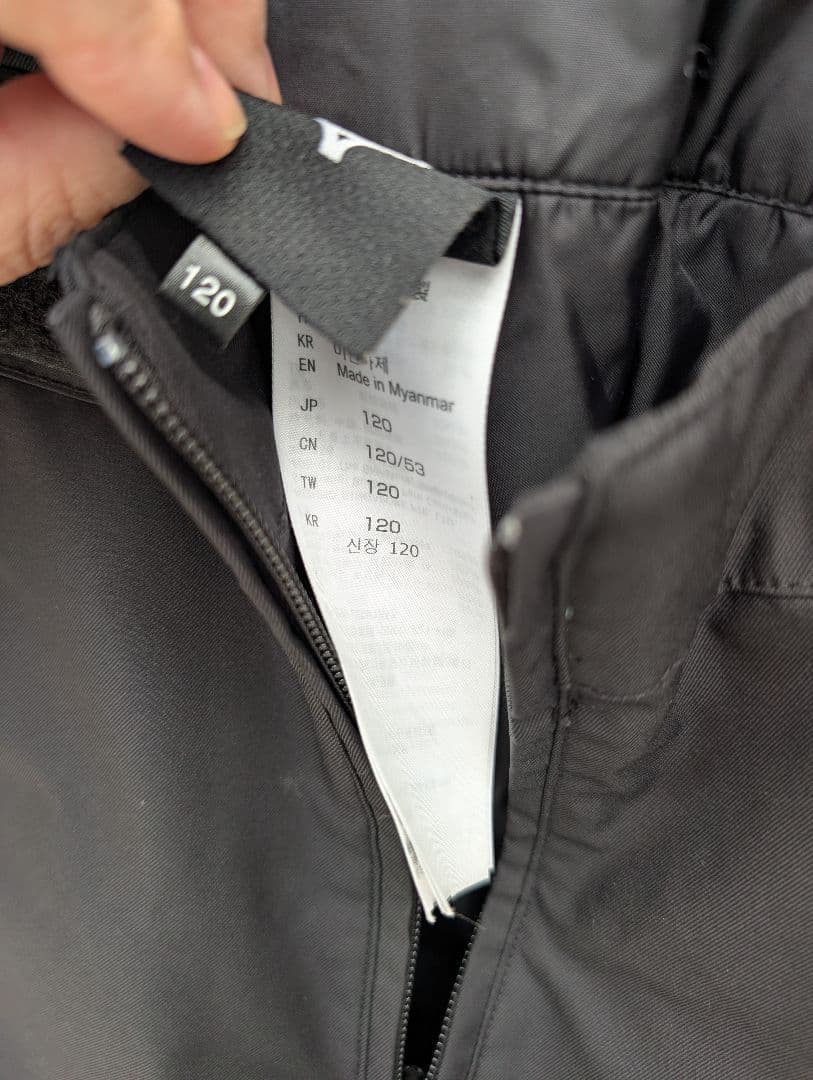 120
KR
EN Made in Myanmar
JP 120
CN 120/53
TW 120
KR 120
신장 120